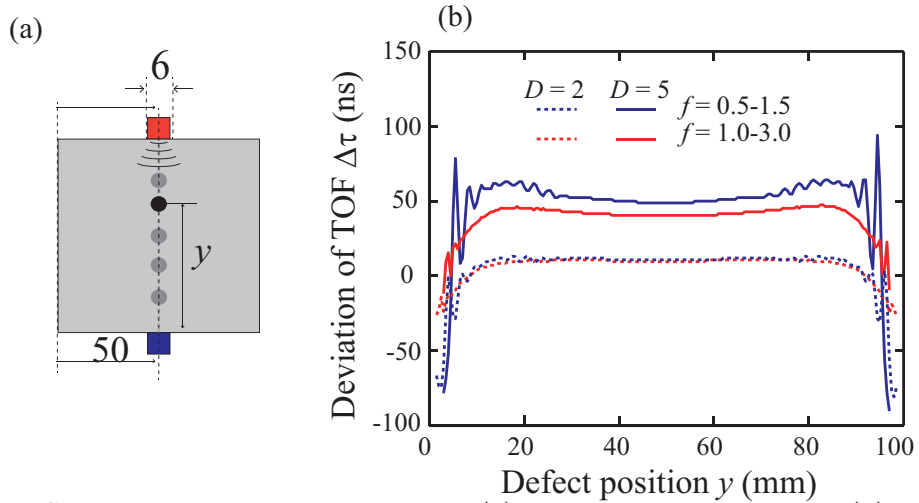 (a)
6
y
50
(b)
Deviation of TOF Δτ (ns)
150
100
50
0
-50
-100
D = 2 D = 5
f = 0.5-1.5
f = 1.0-3.0
0 20 40 60 80 100
Defect position y (mm)